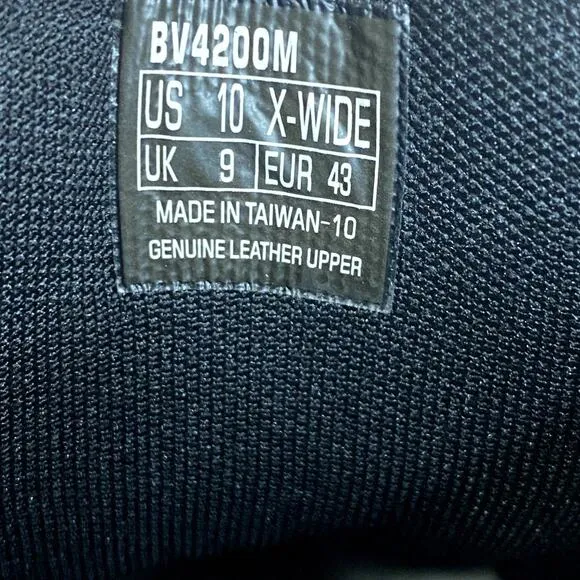 BV4200M
US 10 X-WIDE
UK 9 EUR 43
MADE IN TAIWAN-10
GENUINE LEATHER UPPER